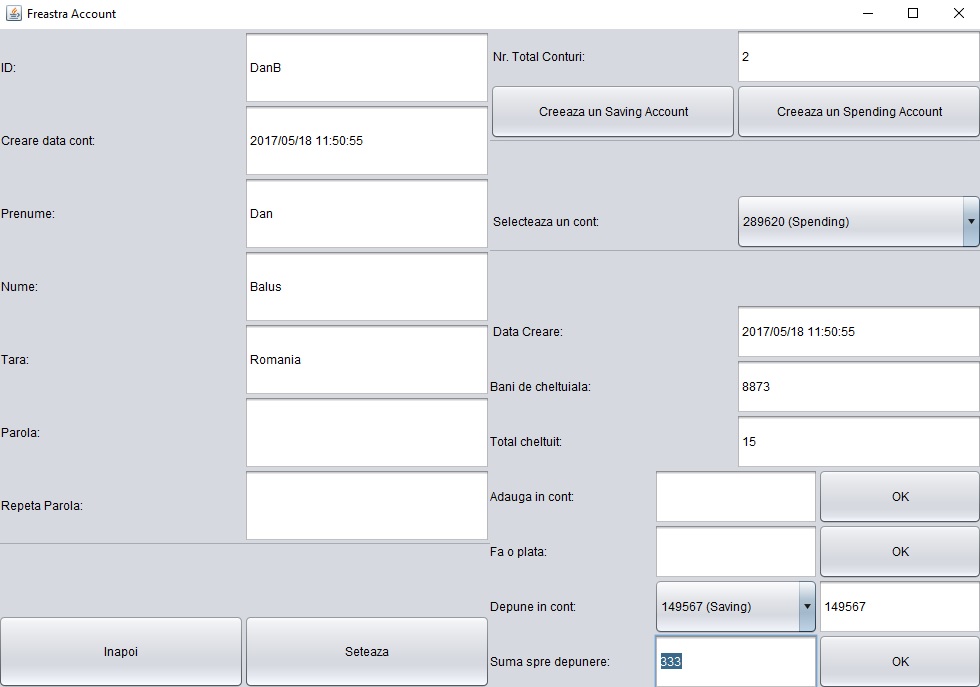 Freastra Account
ID:
DanB
Creare data cont:
2017/05/18 11:50:55
Prenume:
Dan
Nume:
Balus
Tara:
Romania
Parola:
Repeta Parola:
Inapoi
Seteaza
Nr. Total Conturi:
2
Creeaza un Saving Account
Creeaza un Spending Account
Selecteaza un cont:
289620 (Spending)
Data Creare:
2017/05/18 11:50:55
Bani de cheltuiala:
8873
Total cheltuit:
15
Adauga in cont:
OK
Fa o plata:
OK
Depune in cont:
149567 (Saving)
149567
Suma spre depunere:
333
OK